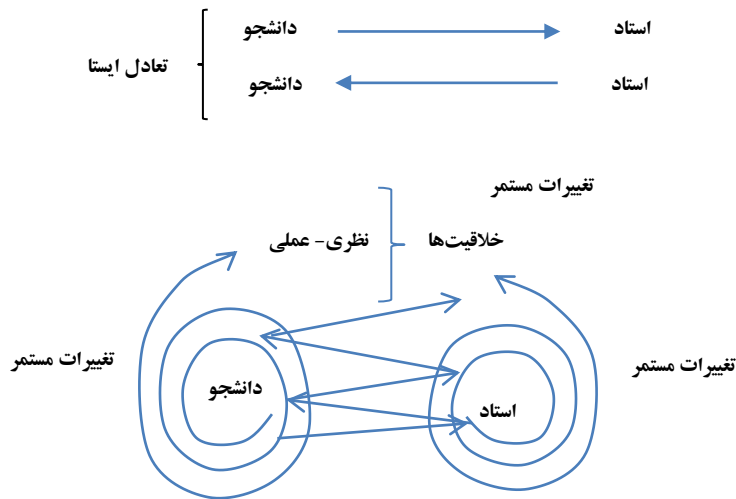 استاد دانشجو
استاد دانشجو
تعادل ایستا
تغییرات مستمر
خلاقیت‌ها نظری- عملی
تغییرات مستمر
تغییرات مستمر
دانشجو
استاد